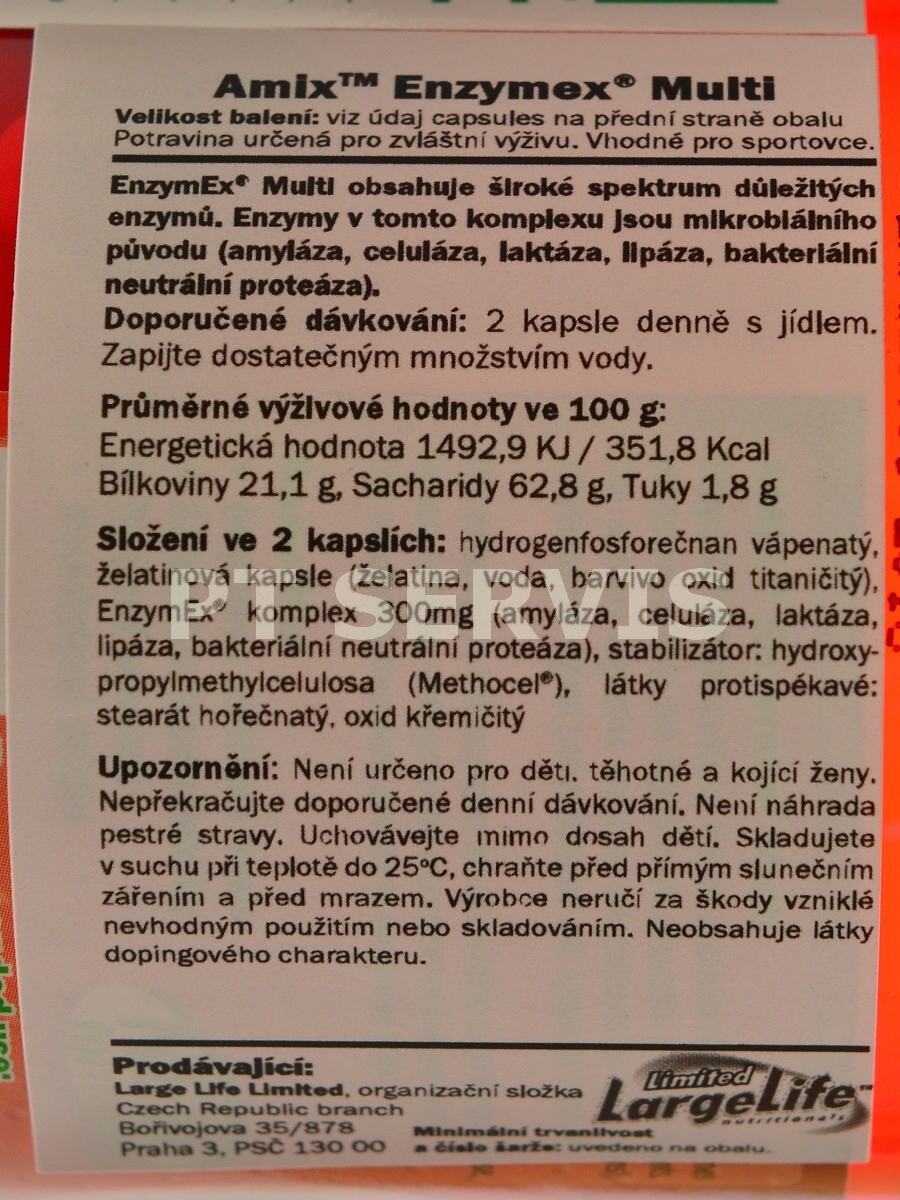 Amix™ Enzymex® Multi
Velikost balení: viz údaj capsules na přední straně obalu
Potravina určená pro zvláštní výživu. Vhodné pro sportovce.
EnzymEx® Multi obsahuje široké spektrum důležitých
enzymů. Enzymy v tomto komplexu jsou mikrobiálního
původu (amyláza, celuláza, laktáza, lipáza, bakteriální
neutrální proteáza).
Doporučené dávkování: 2 kapsle denně s jídlem.
Zapijte dostatečným množstvím vody.
Průměrné výživové hodnoty ve 100 g:
Energetická hodnota 1492,9 KJ / 351,8 Kcal
Bílkoviny 21,1 g, Sacharidy 62,8 g, Tuky 1,8 g
Složení ve 2 kapslích: hydrogenfosforečnan vápenatý,
želatinová kapsle (želatina, voda, barvivo oxid titaničitý),
EnzymEx® komplex 300mg (amyláza, celuláza, laktáza,
PT SERVIS
lipáza, bakteriální neutrální proteáza), stabilizátor: hydroxy-
propylmethylcelulosa (Methocel®), látky protispékavé:
stearát hořečnatý, oxid křemičitý
Upozornění: Není určeno pro děti. těhotné a kojící ženy.
Nepřekračujte doporučené denní dávkování. Není náhrada
pestré stravy. Uchovávejte mimo dosah dětí. Skladujete
v suchu při teplotě do 25°C, chraňte před přímým slunečním
zářením a před mrazem. Výrobce neručí za škody vzniklé
nevhodným použitím nebo skladováním. Neobsahuje látky
dopingového charakteru.
Prodávající:
Large Life Limited, organizační složka
Czech Republic branch
Bořivojova 35/878
Praha 3, PSČ 130 00
Minimální trvanlivost
a číslo šarže: uvedeno na obalu.
Limited
LargeLife™
nutritionals